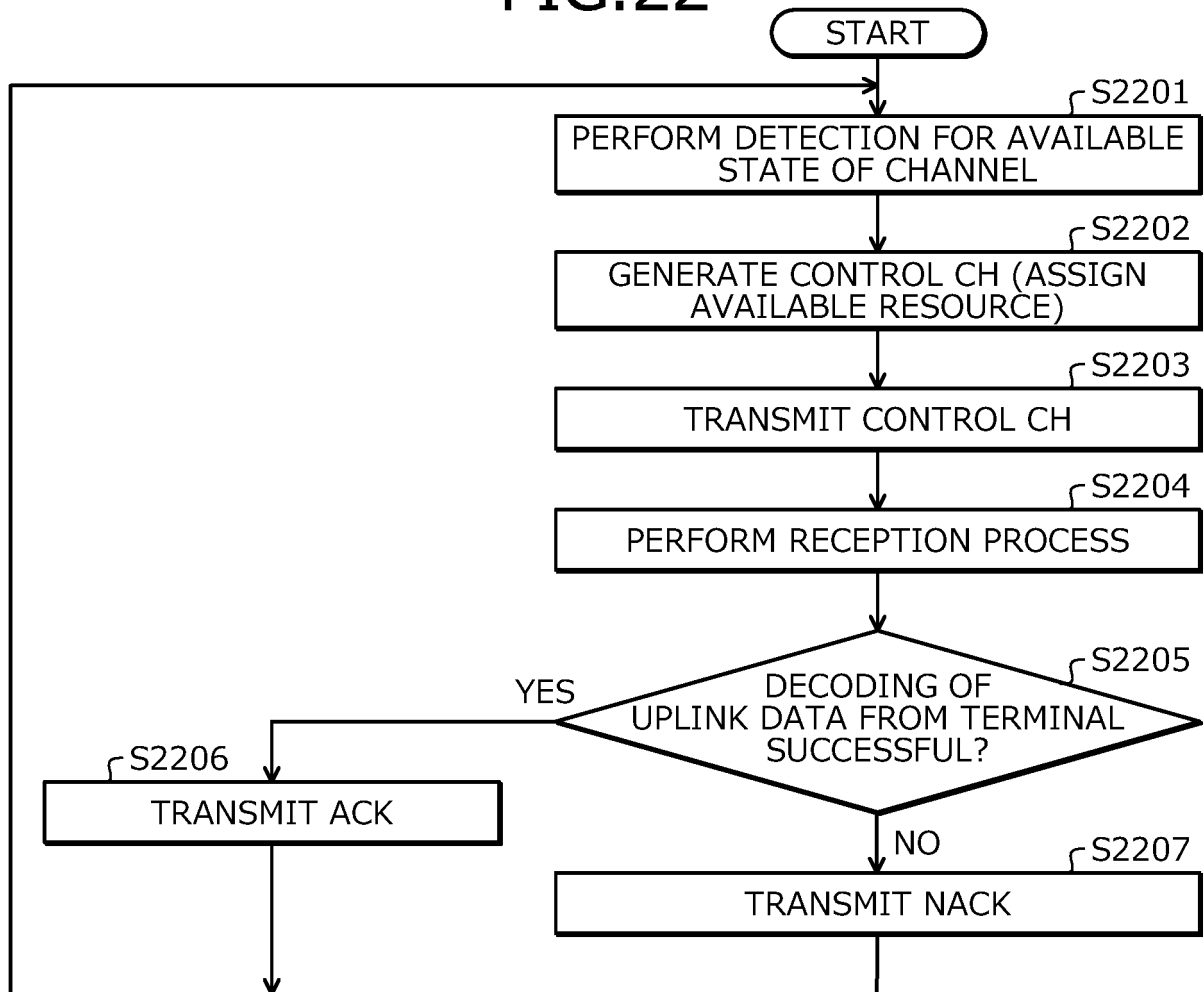 FIG.22
START
S2201
PERFORM DETECTION FOR AVAILABLE
STATE OF CHANNEL
S2202
GENERATE CONTROL CH (ASSIGN
AVAILABLE RESOURCE)
S2203
TRANSMIT CONTROL CH
S2204
PERFORM RECEPTION PROCESS
S2205
DECODING OF
UPLINK DATA FROM TERMINAL
SUCCESSFUL?
YES
S2206
TRANSMIT ACK
NO
S2207
TRANSMIT NACK